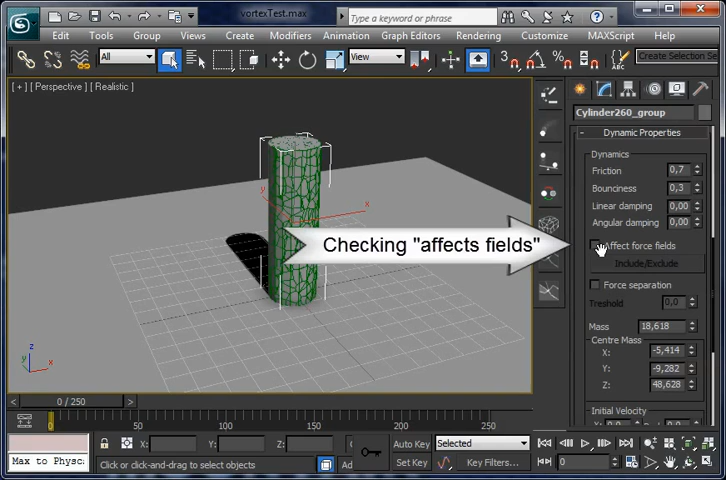 vortexTest.max
Type a keyword or phrase
Edit Tools Group Views Create Modifiers Animation Graph Editors Rendering Customize MAXScript Help
All
View
3
Create Selection Se
[ + ] [ Perspective ] [ Realistic ]
Cylinder260_group
Dynamic Properties
Dynamics
Friction 0,7
Bounciness 0,3
Linear damping 0,00
Angular damping 0,00
Checking "affects fields"
Affect force fields
Include/Exclude
Force separation
Treshold 0,0
Mass 18,618
Centre Mass
X: -5,414
Y: -9,282
Z: 48,628
Initial Velocity
z
y
x
z
y
x
0 / 250
0 50 100 150 200 250
X: Y: Z:
Auto Key Selected
Max to Physc
Click or click-and-drag to select objects
Ad
Set Key Key Filters...
0